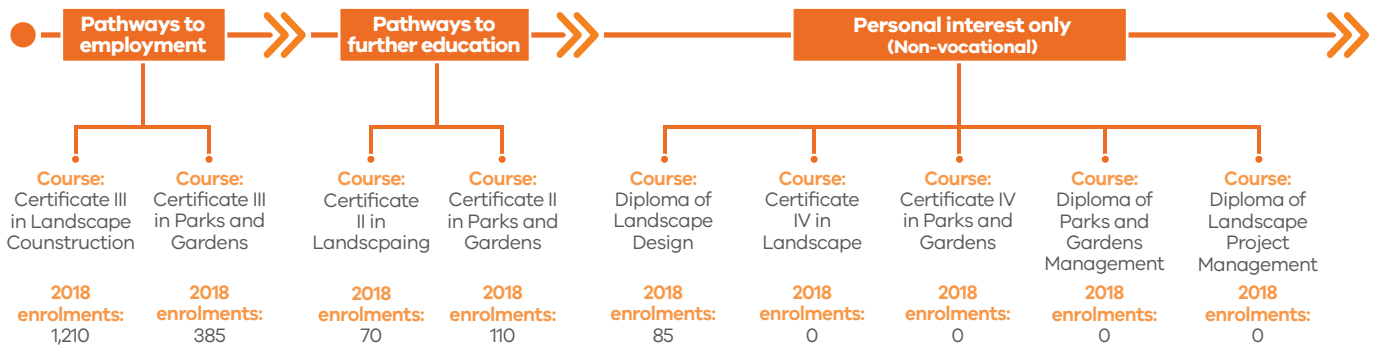 Pathways to
employment
Pathways to
further education
Personal interest only
(Non-vocational)
Course:
Certificate III
in Landscape
Counstruction
2018
enrolments:
1,210
Course:
Certificate III
in Parks and
Gardens
2018
enrolments:
385
Course:
Certificate
II in
Landscpaing
2018
enrolments:
70
Course:
Certificate II
in Parks and
Gardens
2018
enrolments:
110
Course:
Diploma of
Landscape
Design
2018
enrolments:
85
Course:
Certificate
IV in
Landscape
2018
enrolments:
0
Course:
Certificate IV
in Parks and
Gardens
2018
enrolments:
0
Course:
Diploma of
Parks and
Gardens
Management
2018
enrolments:
0
Course:
Diploma of
Landscape
Project
Management
2018
enrolments:
0